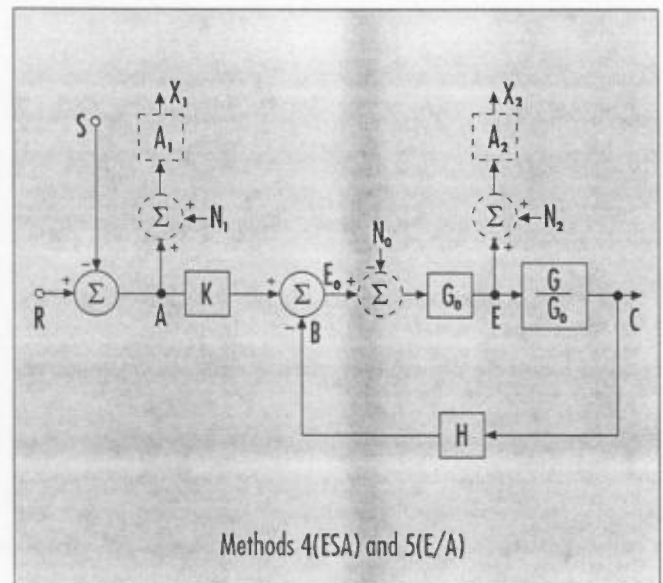 X₁ X₂
S
A₁ A₂
Σ + N₁ Σ + N₂
+ N₀ +
R + Σ − A K + Σ − E₀ + Σ G₀ E G/G₀ C
B
H
Methods 4(ESA) and 5(E/A)